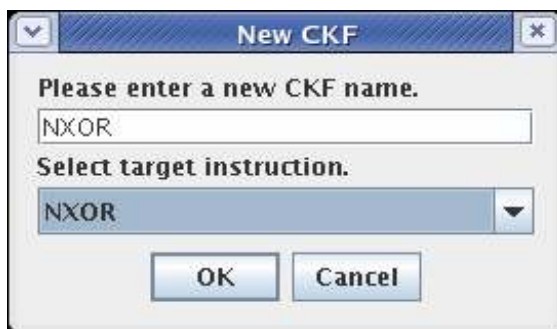 New CKF
Please enter a new CKF name.
NXOR
Select target instruction.
NXOR
OK Cancel